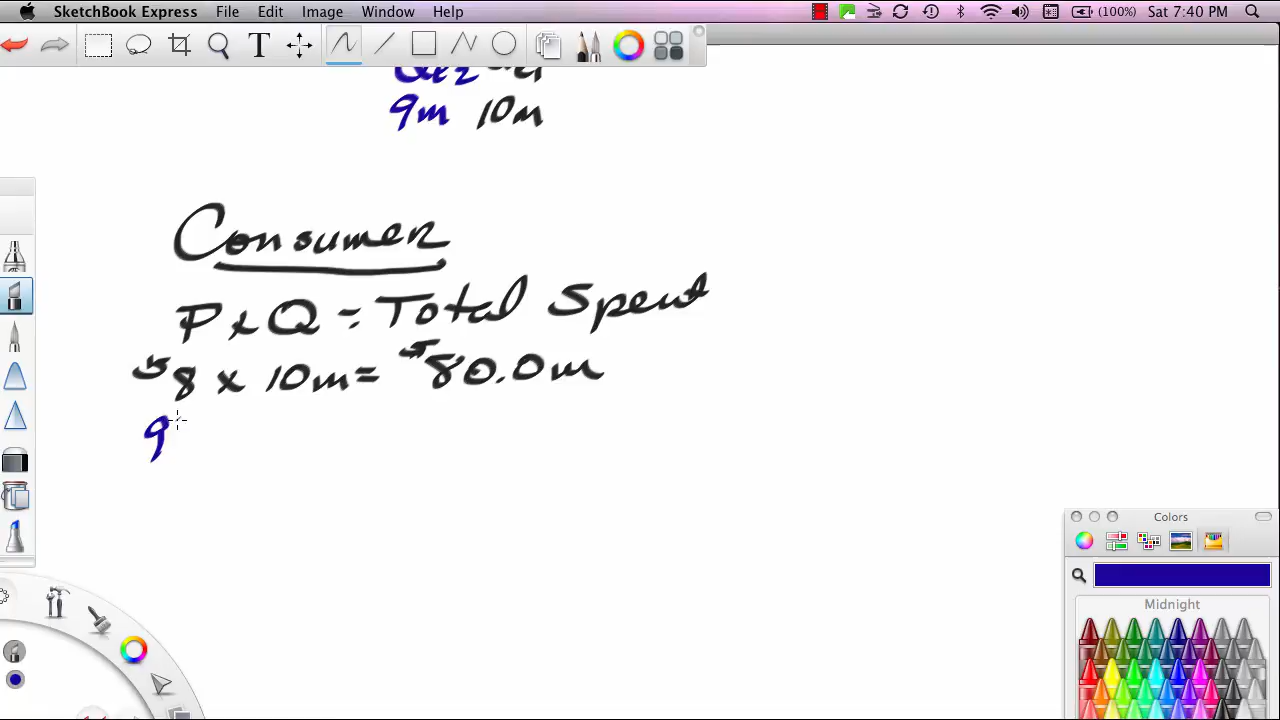 SketchBook Express File Edit Image Window Help (100%) Sat 7:40 PM
T
Qe2
9m 10m
Consumer
P x Q = Total Spent
$8 x 10m = $80.0m
9
Colors
Midnight